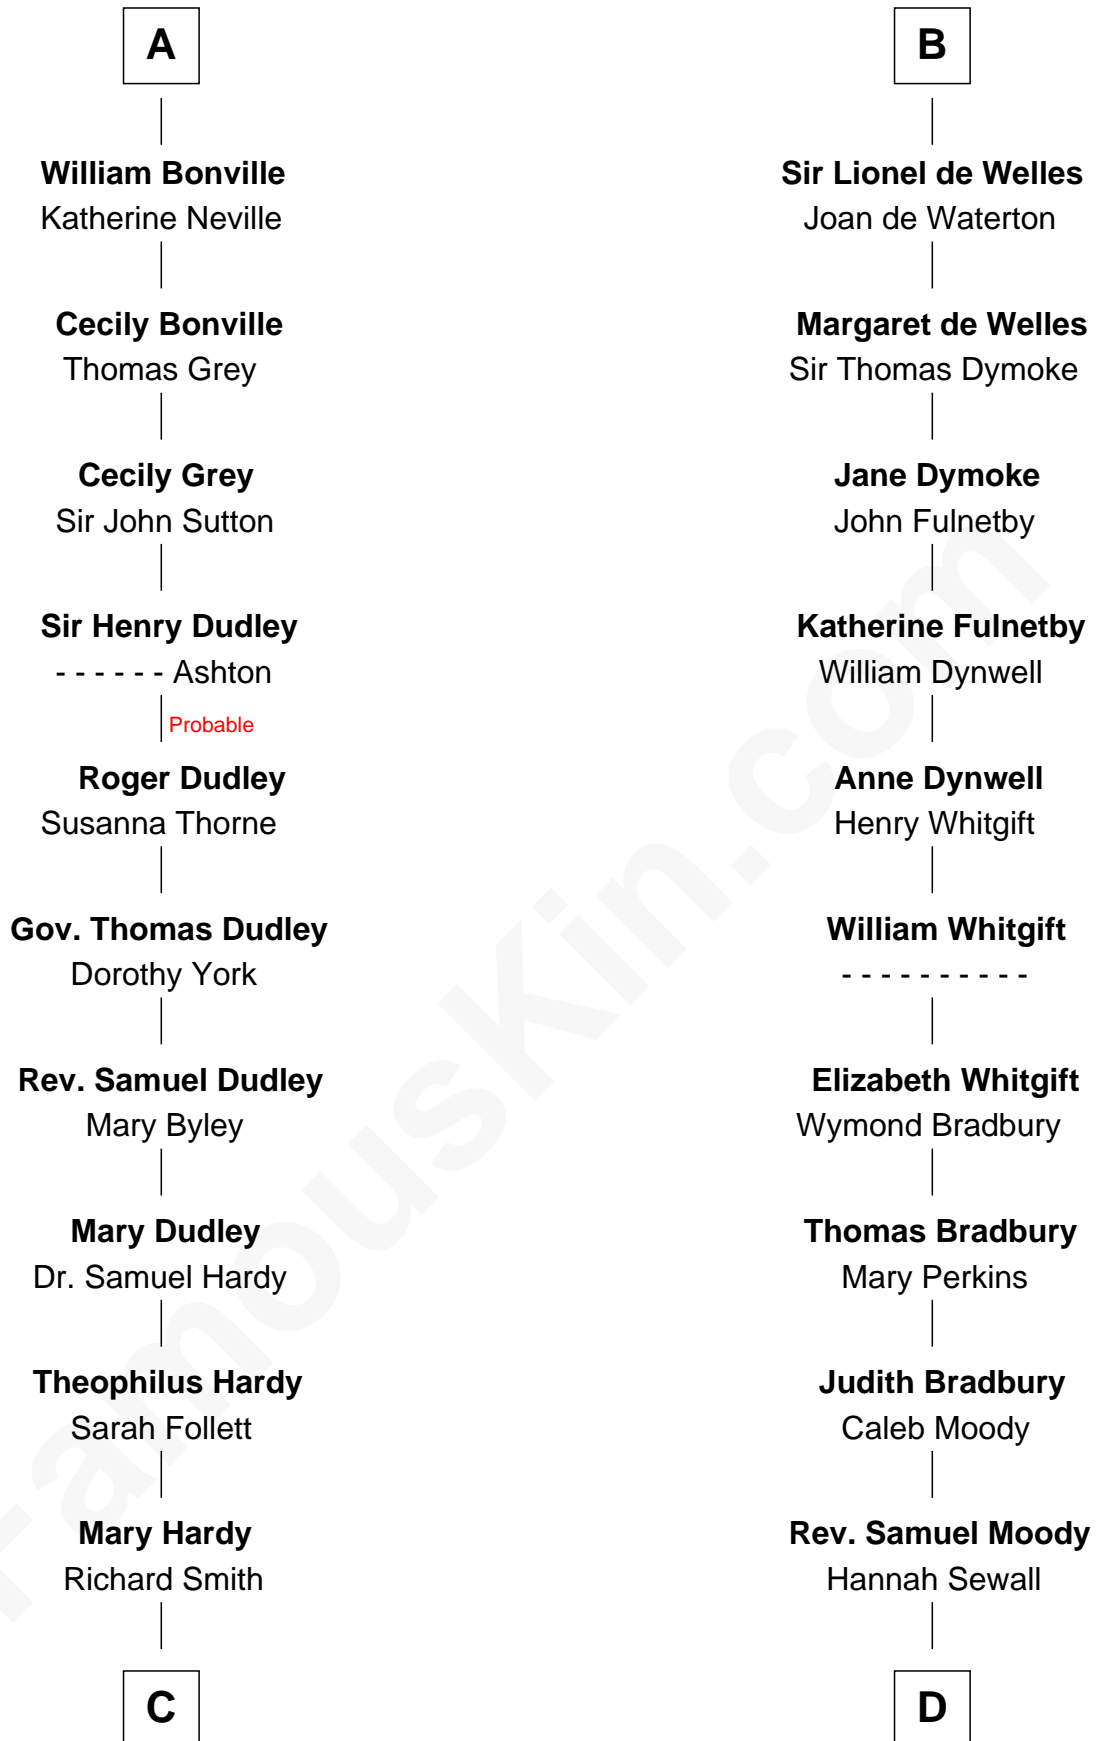 A
William Bonville
Katherine Neville
Cecily Bonville
Thomas Grey
Cecily Grey
Sir John Sutton
Sir Henry Dudley
- - - - - - Ashton
Probable
Roger Dudley
Susanna Thorne
Gov. Thomas Dudley
Dorothy York
Rev. Samuel Dudley
Mary Byley
Mary Dudley
Dr. Samuel Hardy
Theophilus Hardy
Sarah Follett
Mary Hardy
Richard Smith
C
B
Sir Lionel de Welles
Joan de Waterton
Margaret de Welles
Sir Thomas Dymoke
Jane Dymoke
John Fulnetby
Katherine Fulnetby
William Dynwell
Anne Dynwell
Henry Whitgift
William Whitgift
- - - - - - - - - -
Elizabeth Whitgift
Wymond Bradbury
Thomas Bradbury
Mary Perkins
Judith Bradbury
Caleb Moody
Rev. Samuel Moody
Hannah Sewall
D
FamousKin.com